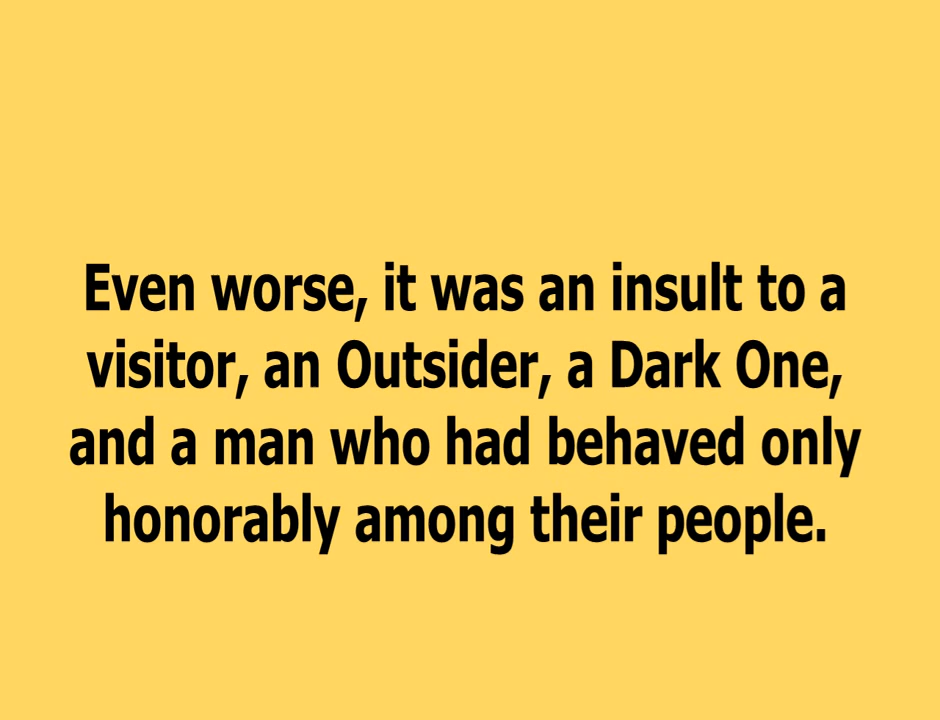 Even worse, it was an insult to a
visitor, an Outsider, a Dark One,
and a man who had behaved only
honorably among their people.